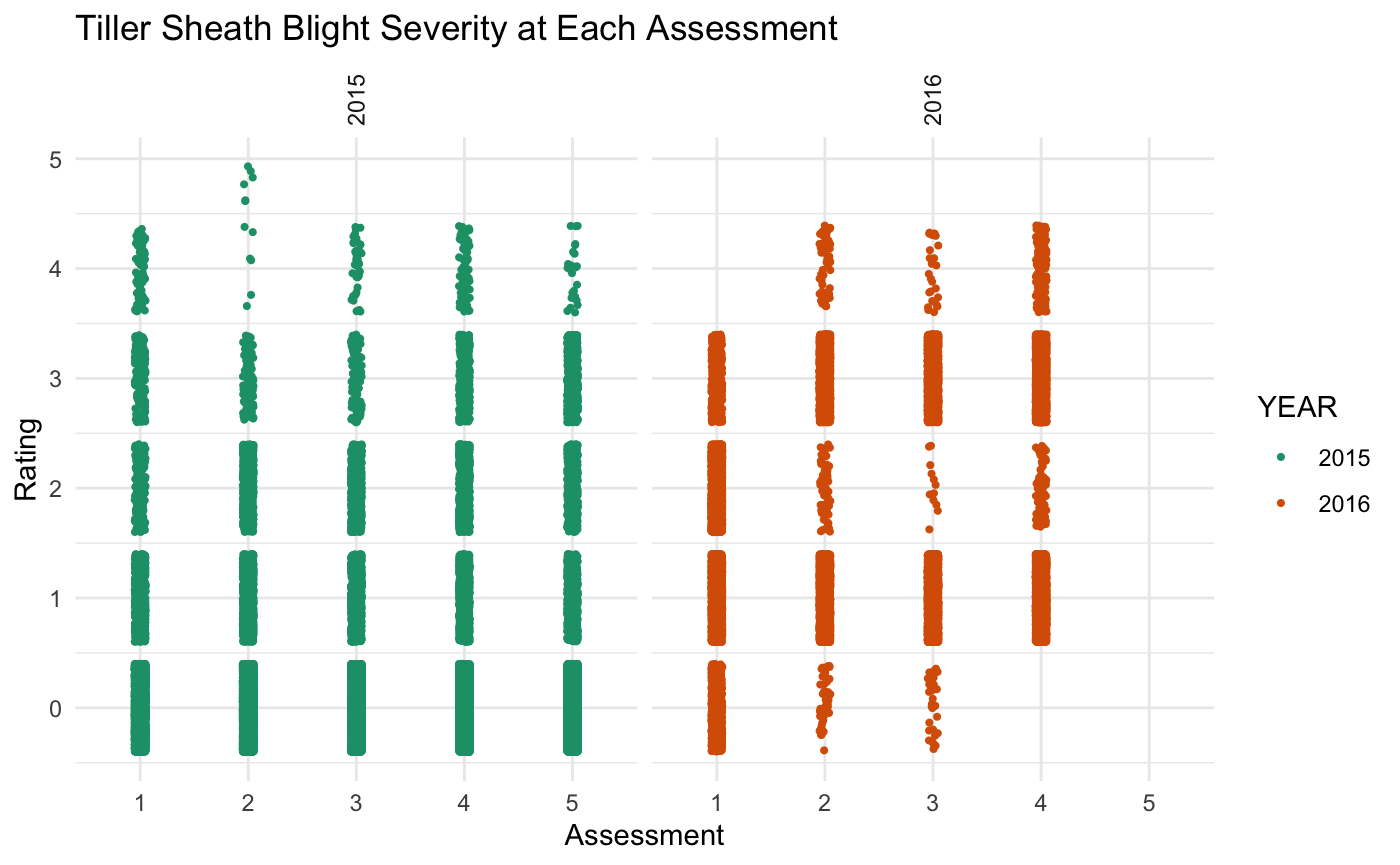 Tiller Sheath Blight Severity at Each Assessment
2015
2016
5
4
3
2
1
0
Rating
1 2 3 4 5
1 2 3 4 5
Assessment
YEAR
2015
2016